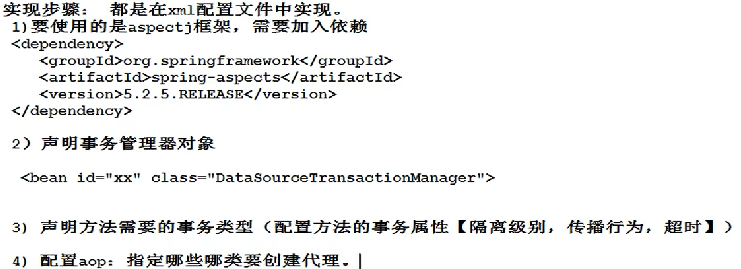 实现步骤： 都是在xml配置文件中实现。
1)要使用的是aspectj框架，需要加入依赖
<dependency>
<groupId>org.springframework</groupId>
<artifactId>spring-aspects</artifactId>
<version>5.2.5.RELEASE</version>
</dependency>
2）声明事务管理器对象
<bean id="xx" class="DataSourceTransactionManager">
3) 声明方法需要的事务类型（配置方法的事务属性【隔离级别，传播行为，超时】）
4) 配置aop：指定哪些哪类要创建代理。